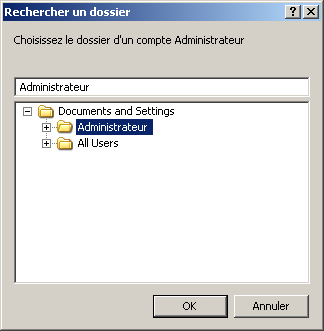 Rechercher un dossier
Choisissez le dossier d'un compte Administrateur
Administrateur
Documents and Settings
Administrateur
All Users
OK
Annuler